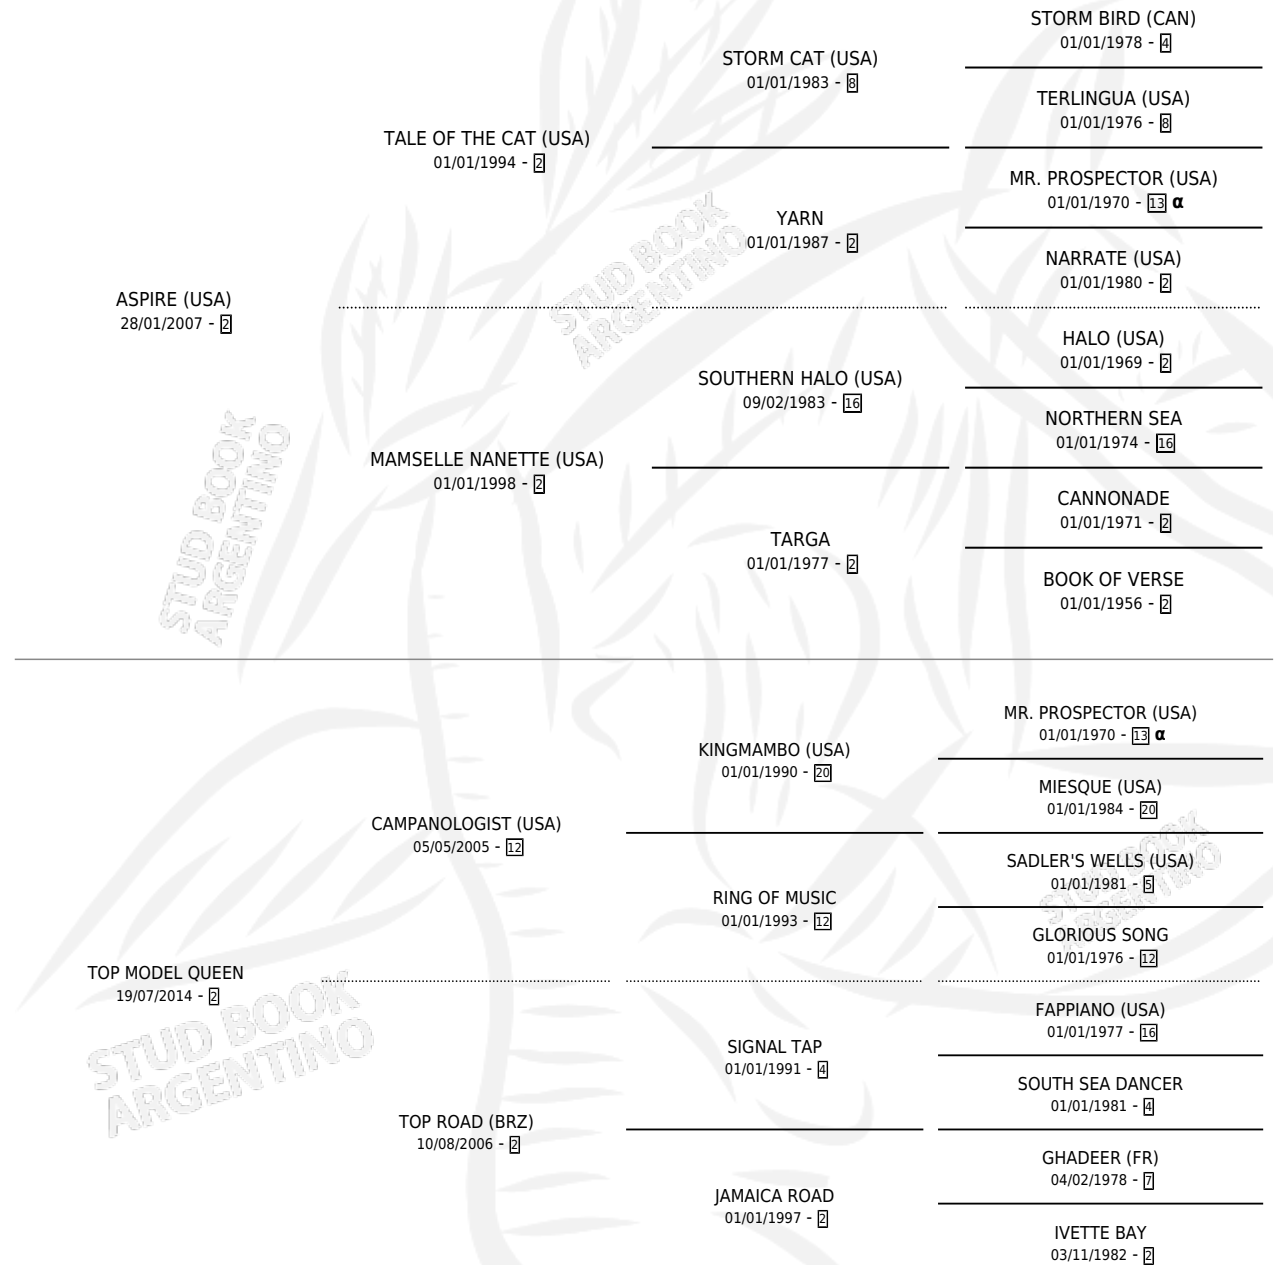 STORM BIRD (CAN)
01/01/1978 - 4
STORM CAT (USA)
01/01/1983 - 8
TERLINGUA (USA)
01/01/1976 - 8
TALE OF THE CAT (USA)
01/01/1994 - 2
MR. PROSPECTOR (USA)
01/01/1970 - 13 α
YARN
01/01/1987 - 2
NARRATE (USA)
01/01/1980 - 2
ASPIRE (USA)
28/01/2007 - 2
HALO (USA)
01/01/1969 - 2
SOUTHERN HALO (USA)
09/02/1983 - 16
NORTHERN SEA
01/01/1974 - 16
MAMSELLE NANETTE (USA)
01/01/1998 - 2
CANNONADE
01/01/1971 - 2
TARGA
01/01/1977 - 2
BOOK OF VERSE
01/01/1956 - 2
MR. PROSPECTOR (USA)
01/01/1970 - 13 α
KINGMAMBO (USA)
01/01/1990 - 20
MIESQUE (USA)
01/01/1984 - 20
CAMPANOLOGIST (USA)
05/05/2005 - 12
SADLER'S WELLS (USA)
01/01/1981 - 5
RING OF MUSIC
01/01/1993 - 12
GLORIOUS SONG
01/01/1976 - 12
TOP MODEL QUEEN
19/07/2014 - 2
FAPPIANO (USA)
01/01/1977 - 16
SIGNAL TAP
01/01/1991 - 4
SOUTH SEA DANCER
01/01/1981 - 4
TOP ROAD (BRZ)
10/08/2006 - 2
GHADEER (FR)
04/02/1978 - 7
JAMAICA ROAD
01/01/1997 - 2
IVETTE BAY
03/11/1982 - 2
STUD BOOK
ARGENTINO
STUD BOOK
ARGENTINO
STUD BOOK
ARGENTINO
STUD BOOK
ARGENTINO